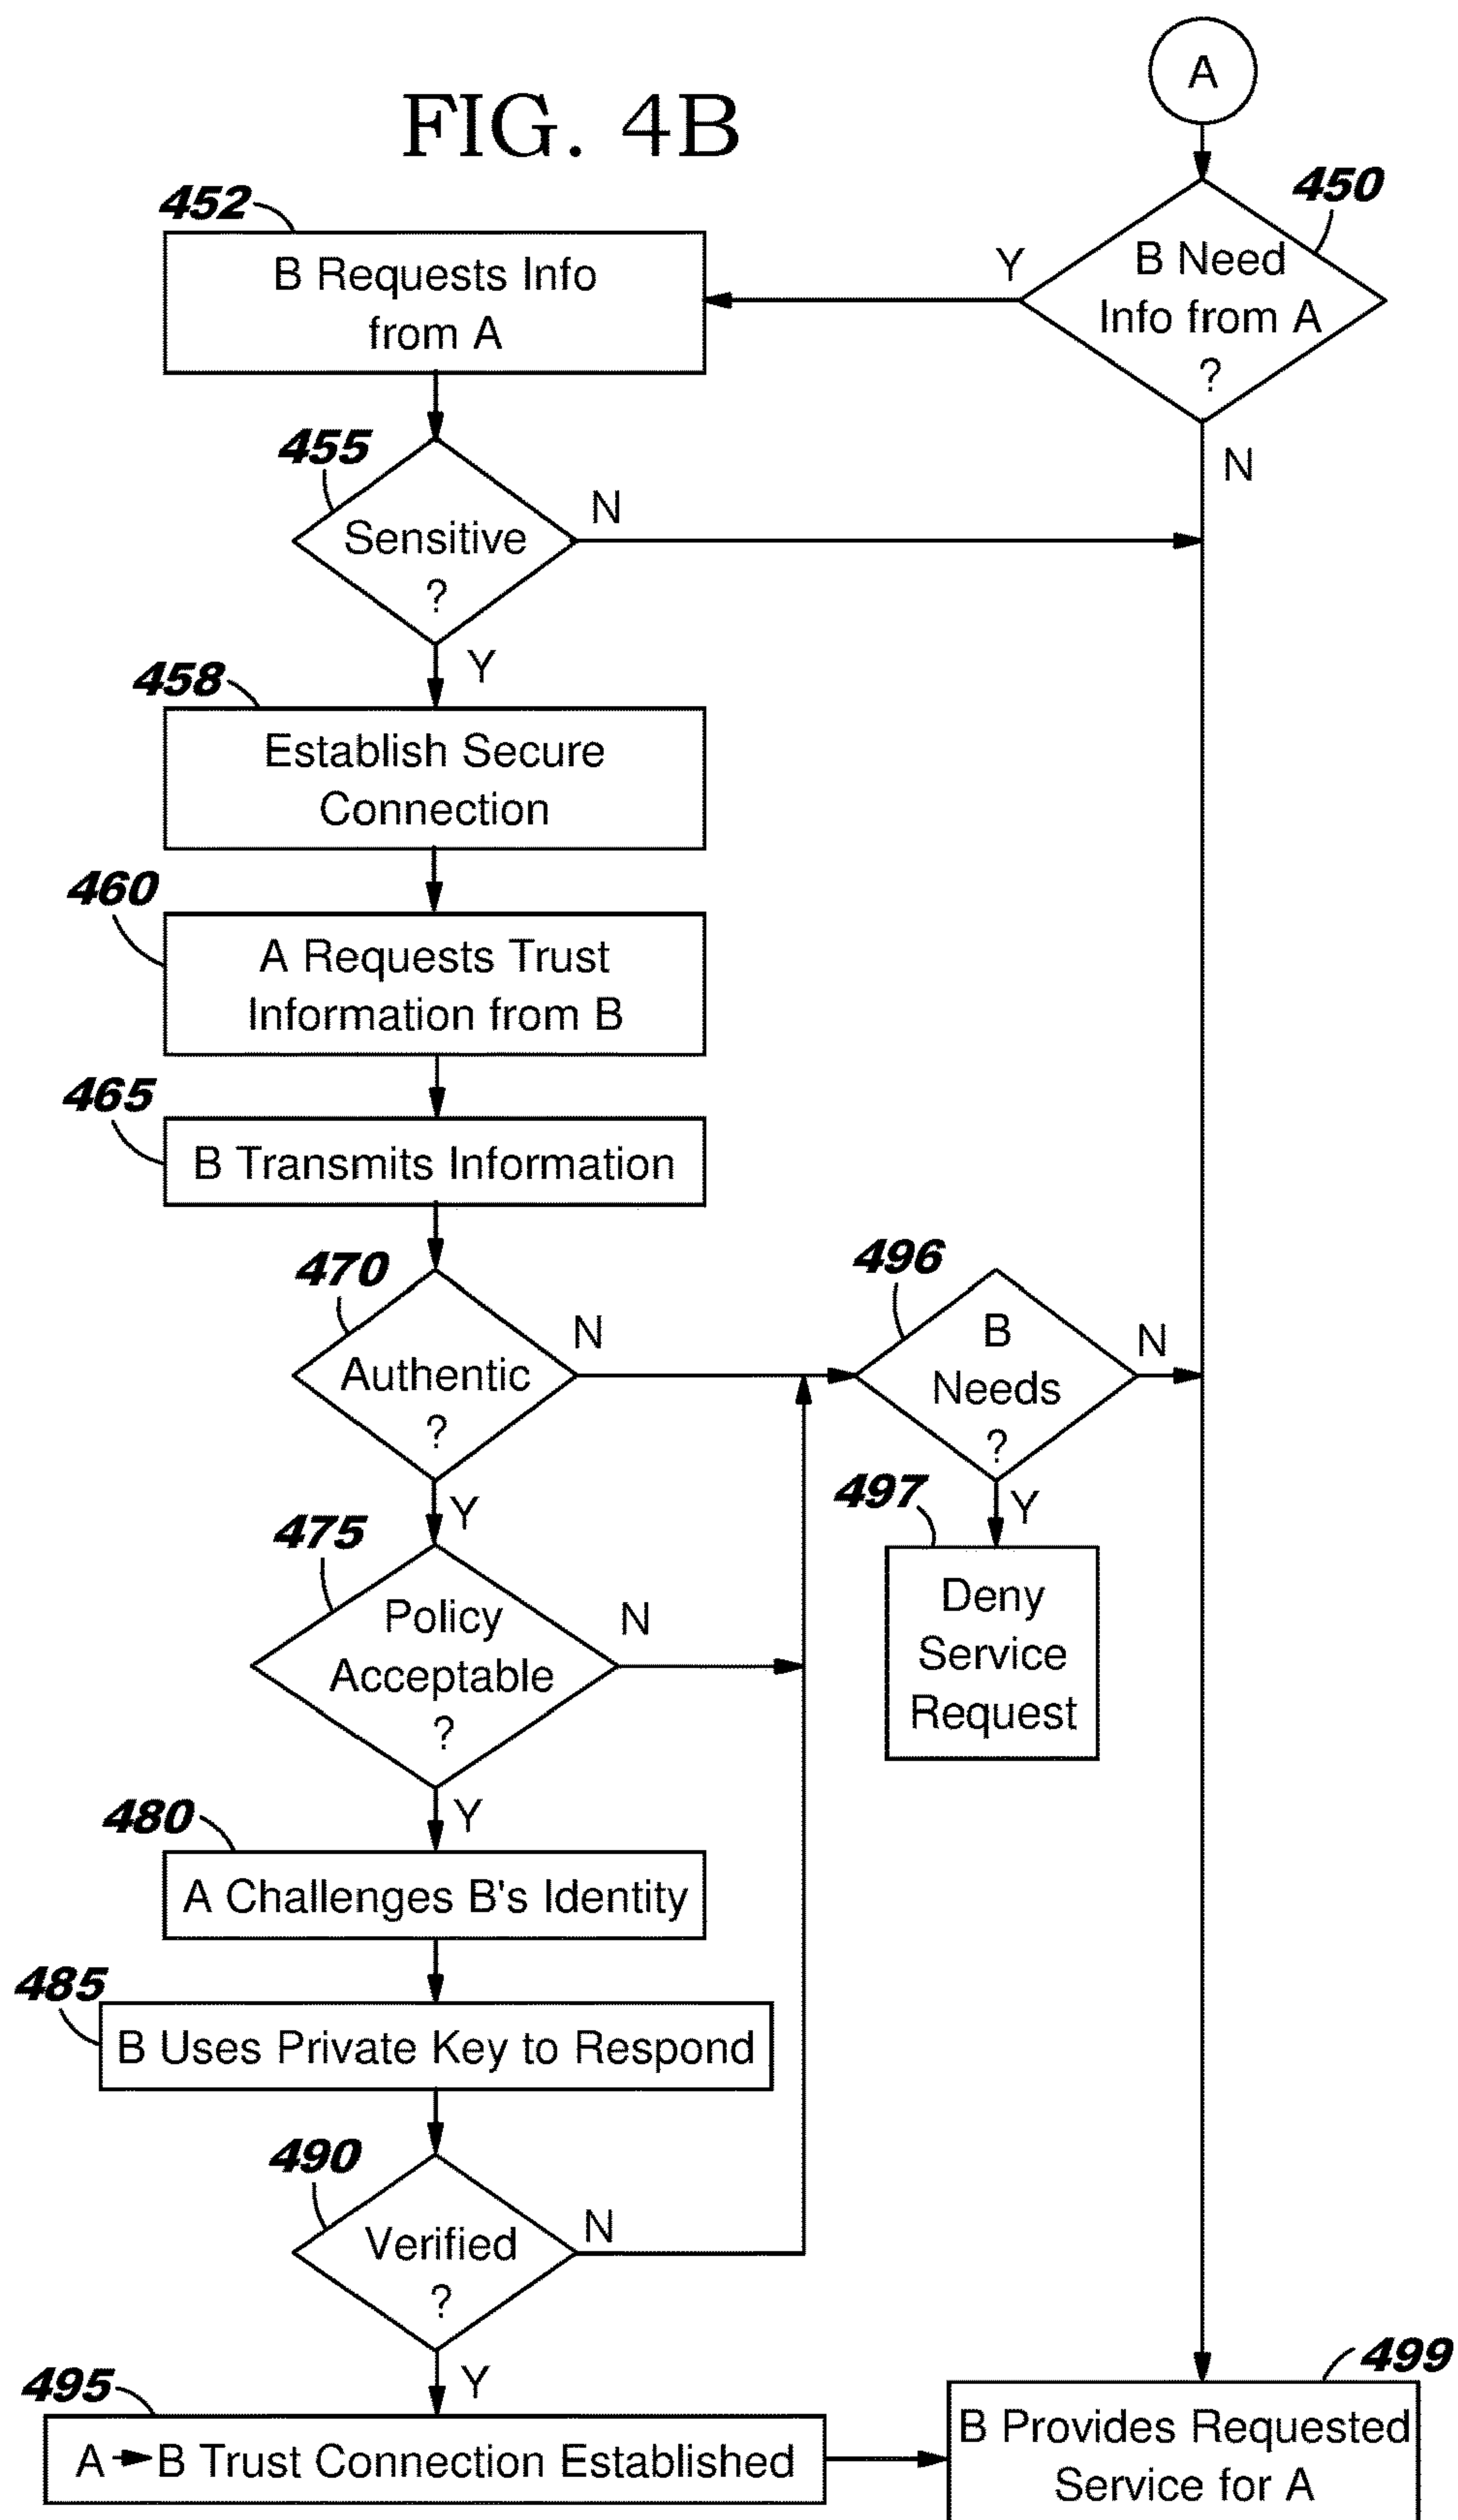 FIG. 4B
A
450
B Need
Info from A
?
Y
N
452
B Requests Info
from A
455
Sensitive
?
N
Y
458
Establish Secure
Connection
460
A Requests Trust
Information from B
465
B Transmits Information
470
Authentic
?
N
Y
496
B
Needs
?
N
Y
497
Deny
Service
Request
475
Policy
Acceptable
?
N
Y
480
A Challenges B's Identity
485
B Uses Private Key to Respond
490
Verified
?
N
Y
495
A → B Trust Connection Established
499
B Provides Requested
Service for A